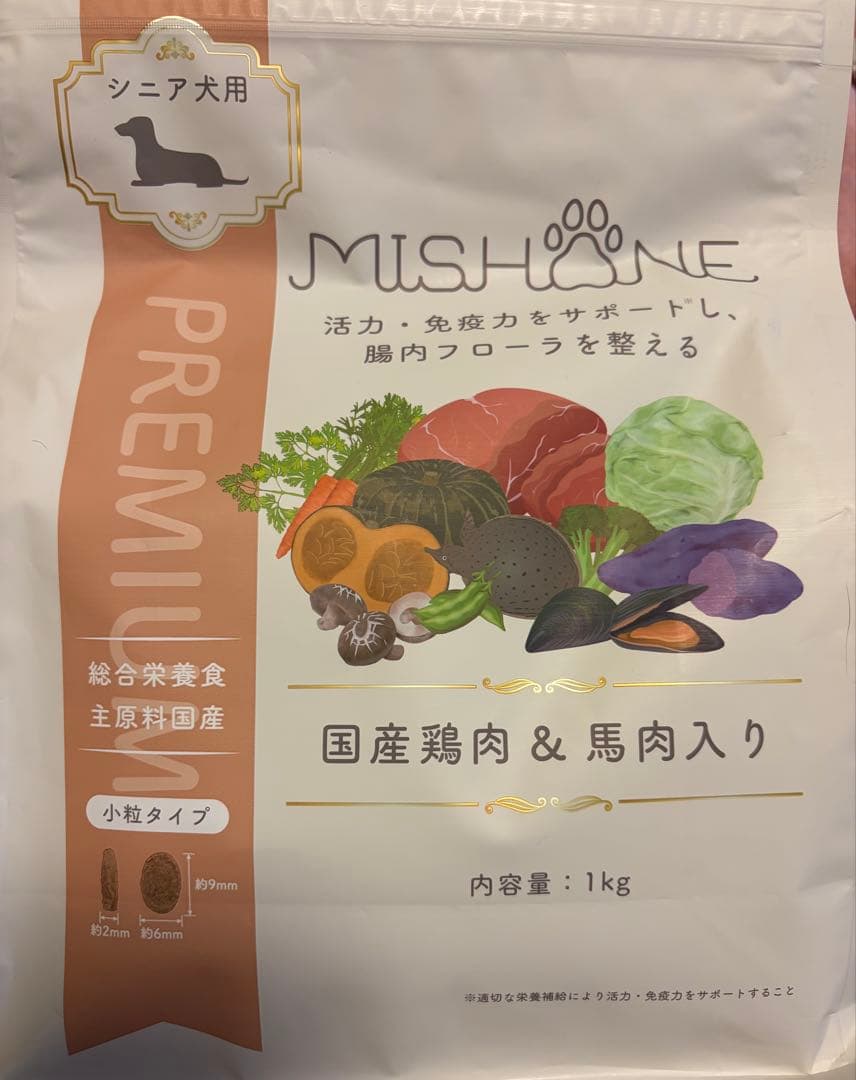 シニア犬用
MISHONE
活力・免疫力をサポート※し、
腸内フローラを整える
PREMIUM
総合栄養食
主原料国産
国産鶏肉 & 馬肉入り
小粒タイプ
約9mm
約2mm 約6mm
内容量：1kg
※適切な栄養補給により活力・免疫力をサポートすること